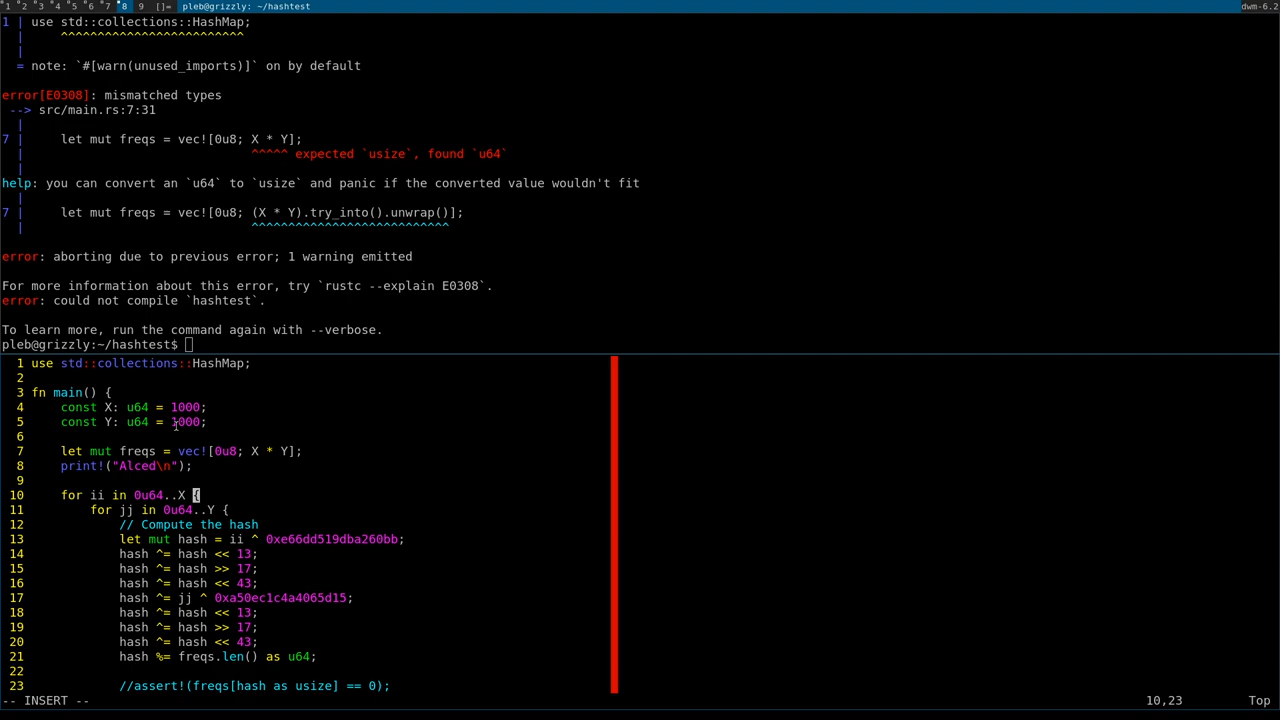 1 2 3 4 5 6 7 8 9 []= pleb@grizzly: ~/hashtest dwm-6.2
1 | use std::collections::HashMap;
  |     ^^^^^^^^^^^^^^^^^^^^^^^^^
  |
  = note: `#[warn(unused_imports)]` on by default
error[E0308]: mismatched types
 --> src/main.rs:7:31
  |
7 |     let mut freqs = vec![0u8; X * Y];
  |                               ^^^^^ expected `usize`, found `u64`
  |
help: you can convert an `u64` to `usize` and panic if the converted value wouldn't fit
  |
7 |     let mut freqs = vec![0u8; (X * Y).try_into().unwrap()];
  |                               ^^^^^^^^^^^^^^^^^^^^^^^^^^^
error: aborting due to previous error; 1 warning emitted
For more information about this error, try `rustc --explain E0308`.
error: could not compile `hashtest`.
To learn more, run the command again with --verbose.
pleb@grizzly:~/hashtest$
1 use std::collections::HashMap;
2
3 fn main() {
4     const X: u64 = 1000;
5     const Y: u64 = 1000;
6
7     let mut freqs = vec![0u8; X * Y];
8     print!("Alced\n");
9
10     for ii in 0u64..X {
11         for jj in 0u64..Y {
12             // Compute the hash
13             let mut hash = ii ^ 0xe66dd519dba260bb;
14             hash ^= hash << 13;
15             hash ^= hash >> 17;
16             hash ^= hash << 43;
17             hash ^= jj ^ 0xa50ec1c4a4065d15;
18             hash ^= hash << 13;
19             hash ^= hash >> 17;
20             hash ^= hash << 43;
21             hash %= freqs.len() as u64;
22
23             //assert!(freqs[hash as usize] == 0);
-- INSERT -- 10,23 Top